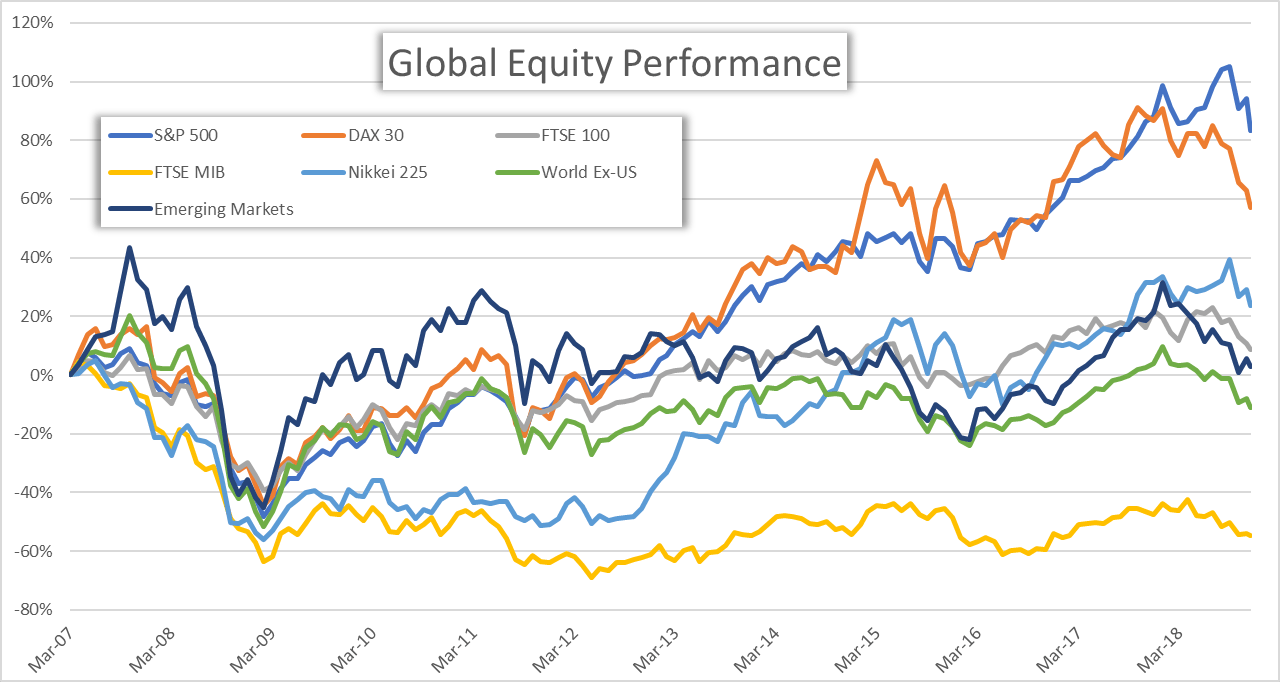 Global Equity Performance
120%
100%
80%
60%
40%
20%
0%
-20%
-40%
-60%
-80%
S&P 500 DAX 30 FTSE 100
FTSE MIB Nikkei 225 World Ex-US
Emerging Markets
Mar-07 Mar-08 Mar-09 Mar-10 Mar-11 Mar-12 Mar-13 Mar-14 Mar-15 Mar-16 Mar-17 Mar-18